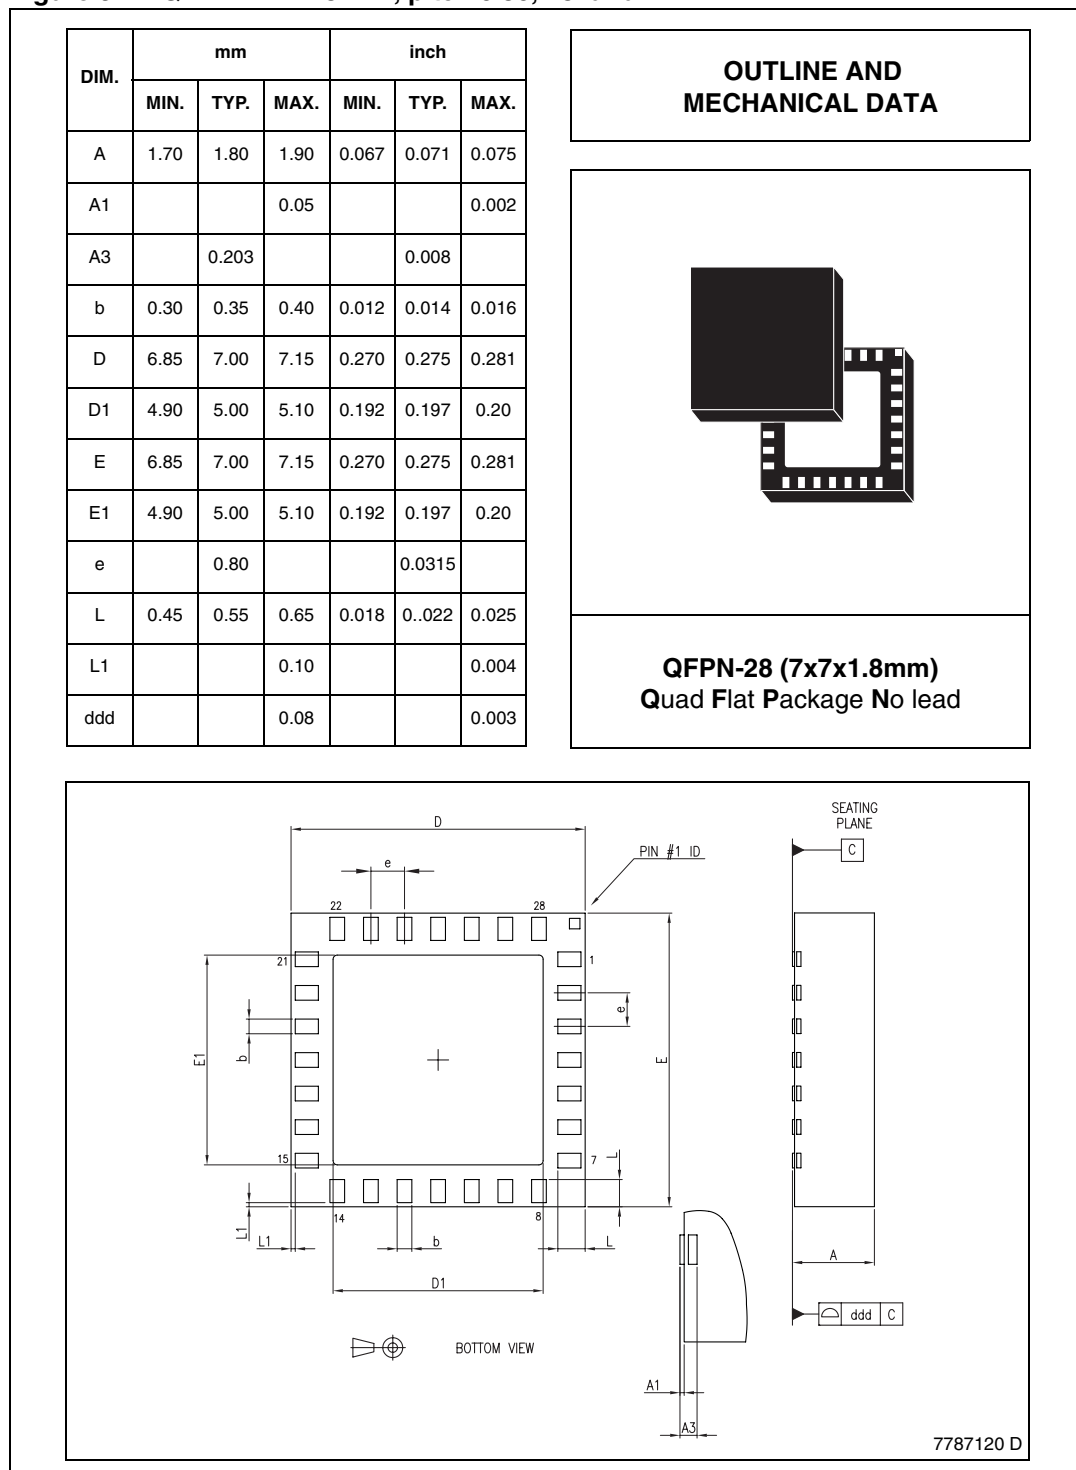 DIM. mm inch
MIN. TYP. MAX. MIN. TYP. MAX.
A 1.70 1.80 1.90 0.067 0.071 0.075
A1 0.05 0.002
A3 0.203 0.008
b 0.30 0.35 0.40 0.012 0.014 0.016
D 6.85 7.00 7.15 0.270 0.275 0.281
D1 4.90 5.00 5.10 0.192 0.197 0.20
E 6.85 7.00 7.15 0.270 0.275 0.281
E1 4.90 5.00 5.10 0.192 0.197 0.20
e 0.80 0.0315
L 0.45 0.55 0.65 0.018 0..022 0.025
L1 0.10 0.004
ddd 0.08 0.003
OUTLINE AND
MECHANICAL DATA
QFPN-28 (7x7x1.8mm)
Quad Flat Package No lead
SEATING
PLANE
C
D
PIN #1 ID
e
22 28
21 1
e
b
E1
E
15 7
L
14 8
L1
L1 b L
D1
A
ddd C
BOTTOM VIEW
A1
A3
7787120 D